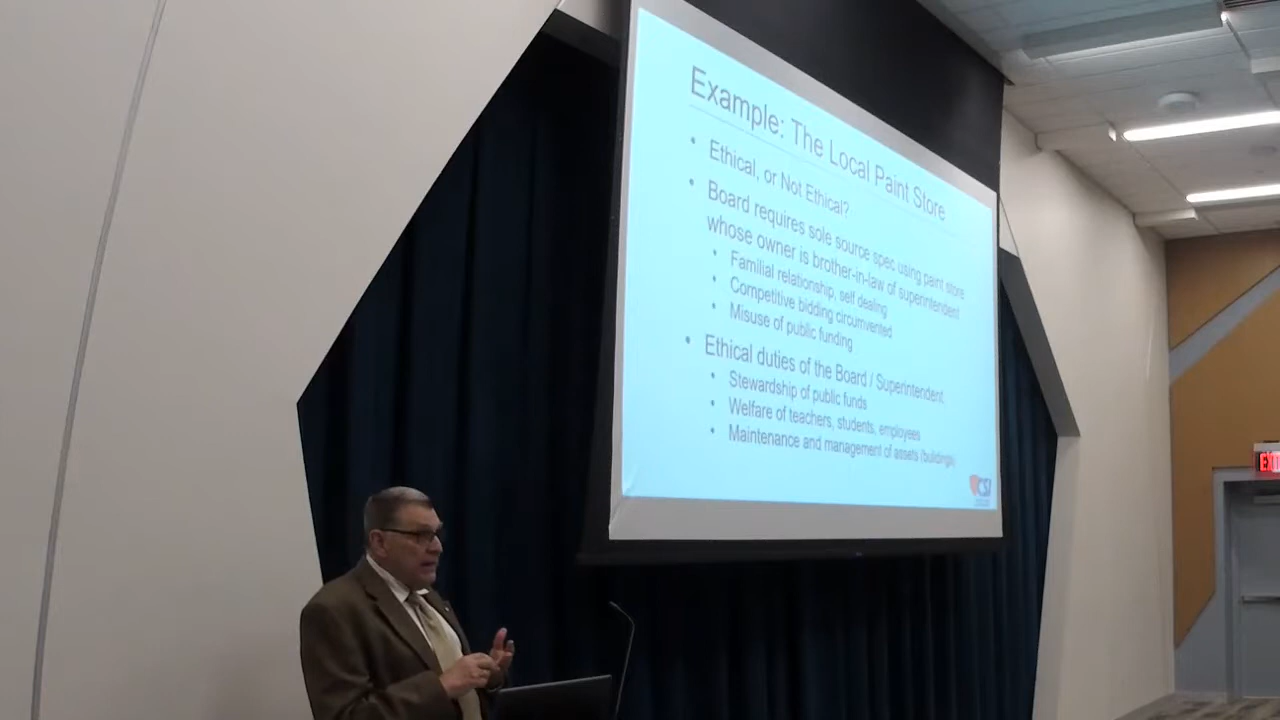 Example: The Local Paint Store
• Ethical, or Not Ethical?
• Board requires sole source spec using paint store
whose owner is brother-in-law of superintendent
• Familial relationship, self dealing
• Competitive bidding circumvented
• Misuse of public funding
• Ethical duties of the Board / Superintendent
• Stewardship of public funds
• Welfare of teachers, students, employees
• Maintenance and management of assets (buildings)
CSI
EXI